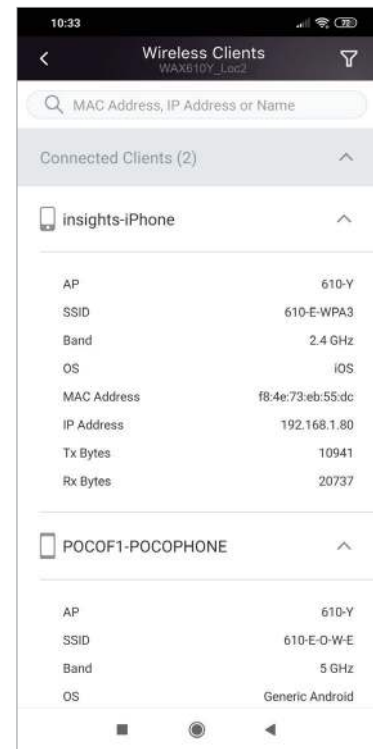 10:33
72
Wireless Clients
WAX610Y_Loc2
MAC Address, IP Address or Name
Connected Clients (2)
insights-iPhone
AP 610-Y
SSID 610-E-WPA3
Band 2.4 GHz
OS iOS
MAC Address f8:4e:73:eb:55:dc
IP Address 192.168.1.80
Tx Bytes 10941
Rx Bytes 20737
POCOF1-POCOPHONE
AP 610-Y
SSID 610-E-O-W-E
Band 5 GHz
OS Generic Android